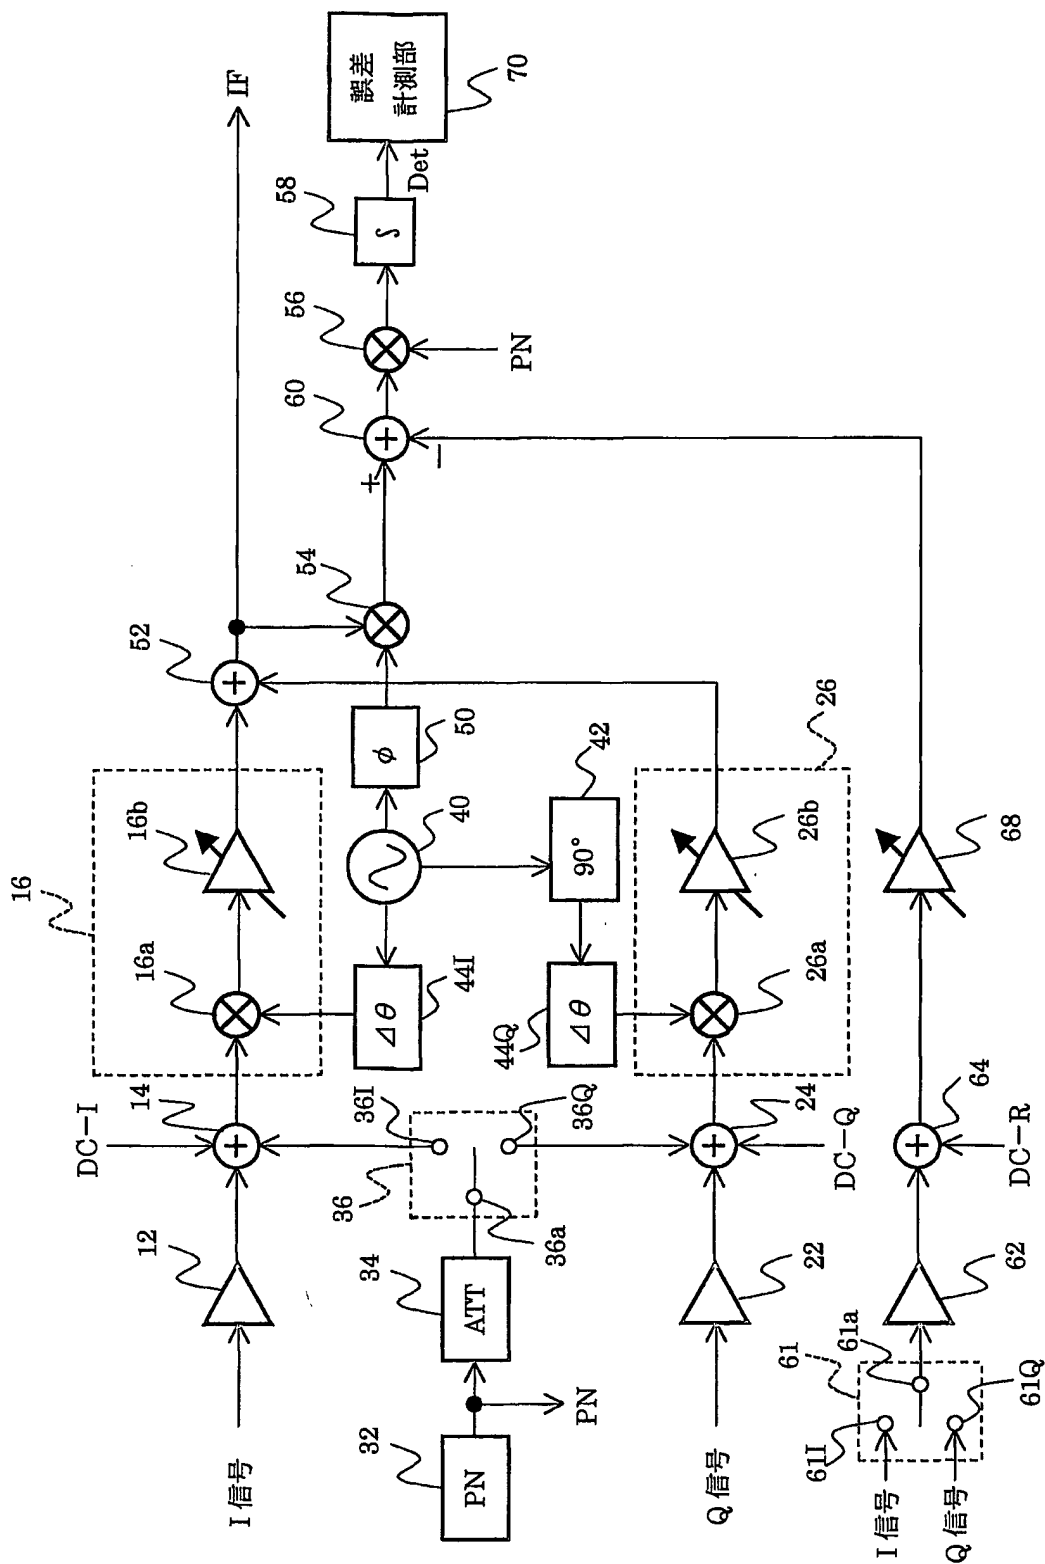 I 信号
12
DC-I
14
16
16a
16b
52
IF
32
PN
PN
34
ATT
36
36a
36I
36Q
Δθ
44I
40
φ
50
54
+
−
60
56
PN
58
∫
Det
誤差
計測部
70
90°
42
Δθ
44Q
Q 信号
22
24
DC-Q
26
26a
26b
I 信号
Q 信号
61
61I
61Q
61a
62
64
DC-R
68